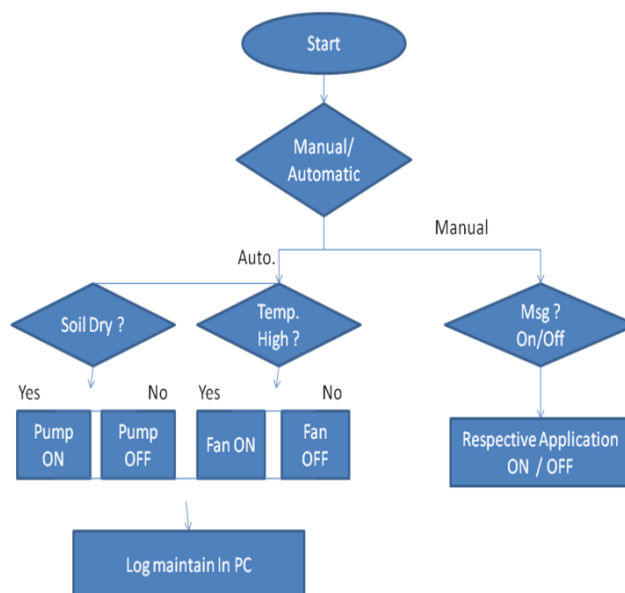 Start
Manual/
Automatic
Manual
Auto.
Soil Dry ?
Temp.
High ?
Msg ?
On/Off
Yes
No
Yes
No
Pump
ON
Pump
OFF
Fan ON
Fan
OFF
Respective Application
ON / OFF
Log maintain In PC